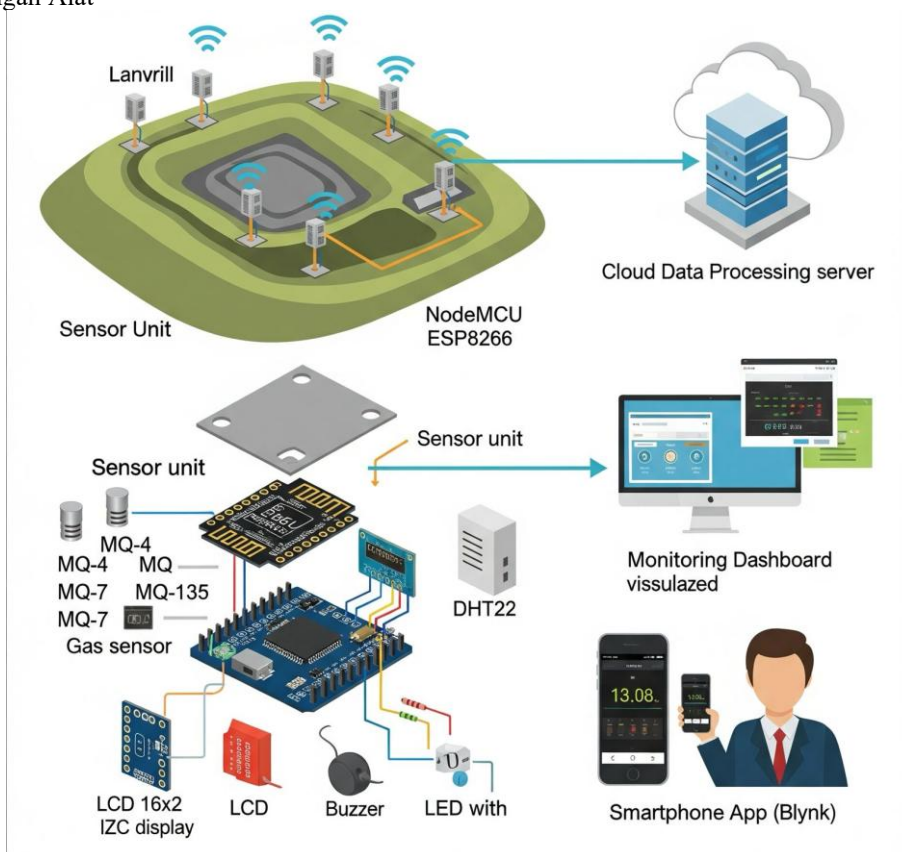 ngan Alat
Lanvrill
Cloud Data Processing server
Sensor Unit
NodeMCU
ESP8266
Sensor unit
Sensor unit
MQ-4
MQ-4
MQ
MQ-7
MQ-135
MQ-7
Gas sensor
DHT22
Monitoring Dashboard
vissulazed
13.08
LCD 16x2
IZC display
LCD
Buzzer
LED with
Smartphone App (Blynk)